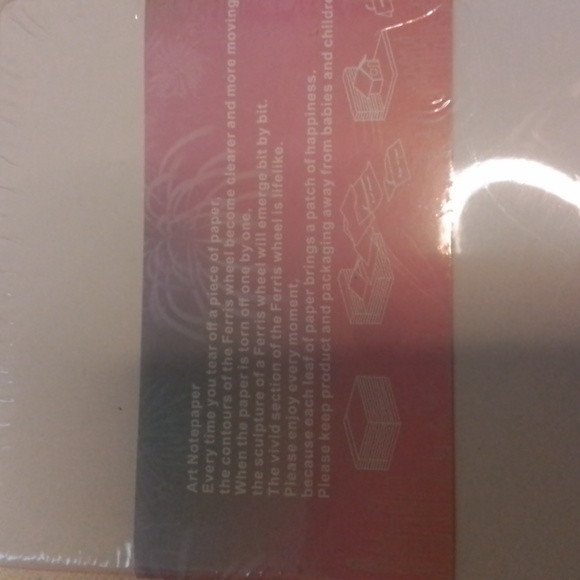 Art Notepaper
Every time you tear off a piece of paper,
the contours of the Ferris wheel become clearer and more moving
When the paper is torn off one by one,
the sculpture of a Ferris wheel will emerge bit by bit.
The vivid section of the Ferris wheel is lifelike.
Please enjoy every moment,
because each leaf of paper brings a patch of happiness.
Please keep product and packaging away from babies and childre